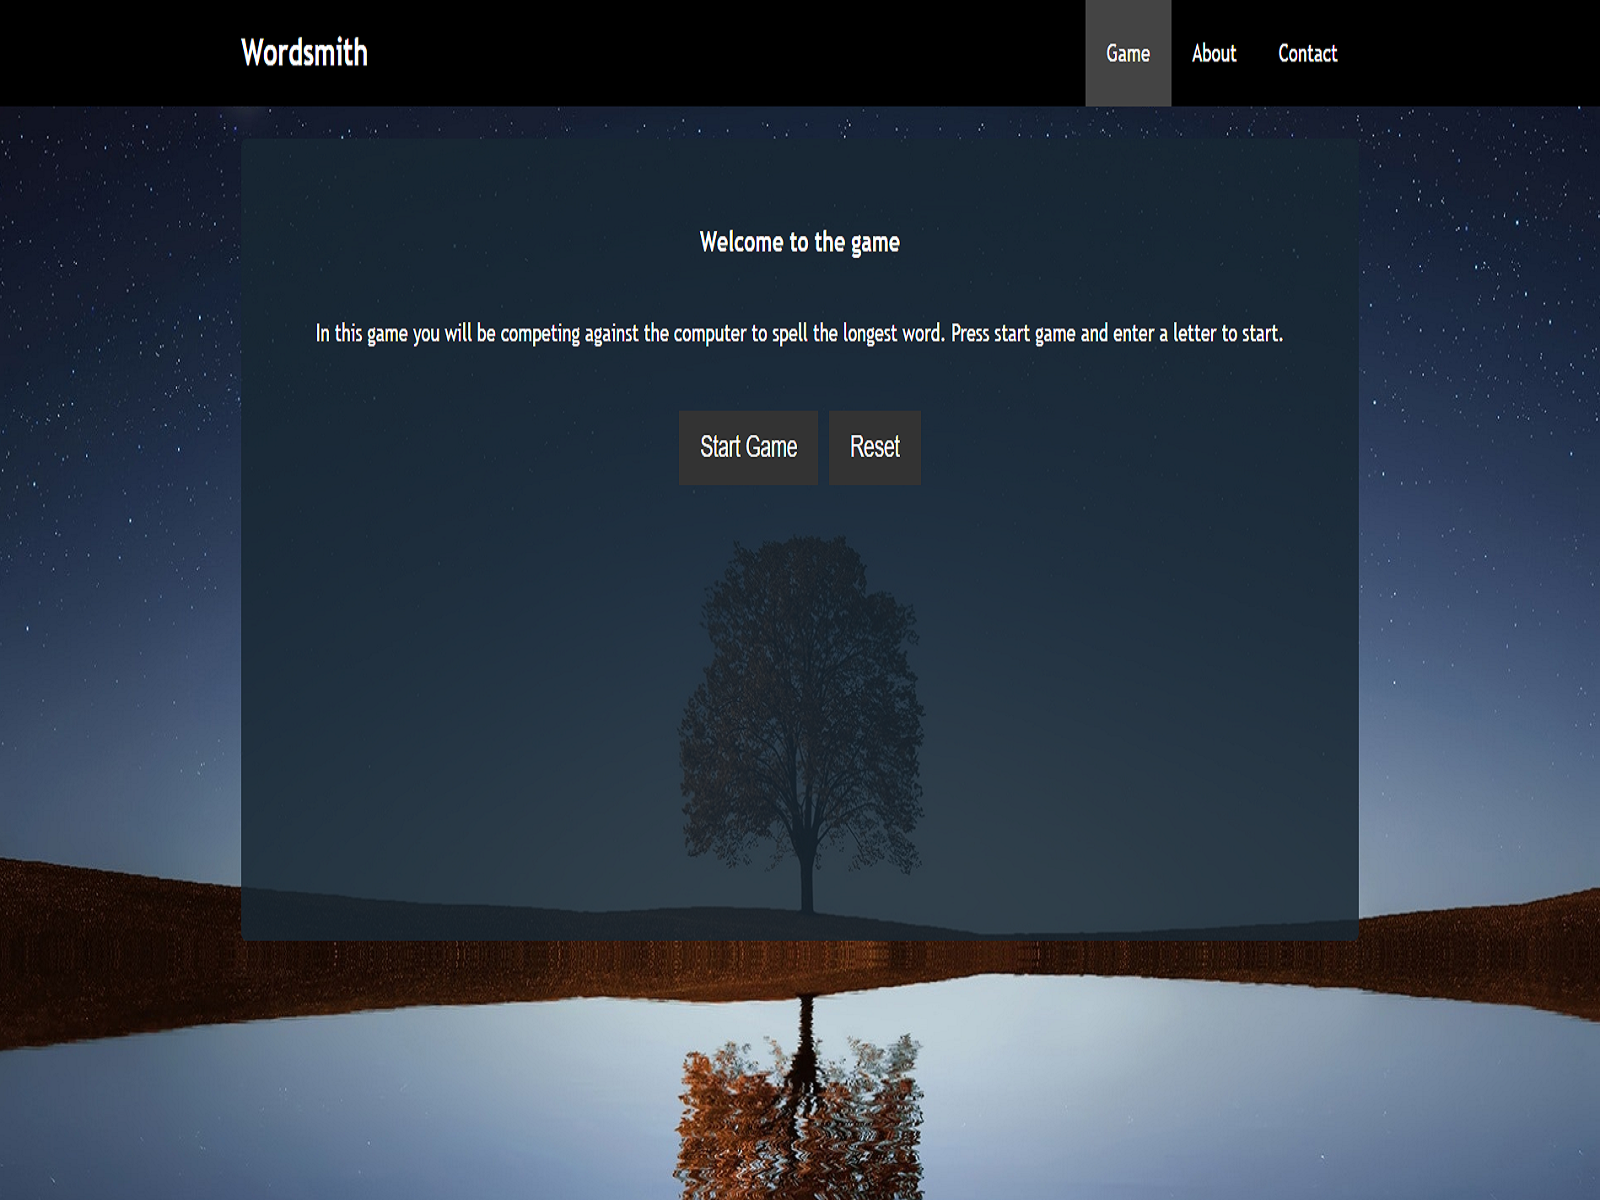 Wordsmith
Game About Contact
Welcome to the game
In this game you will be competing against the computer to spell the longest word. Press start game and enter a letter to start.
Start Game Reset